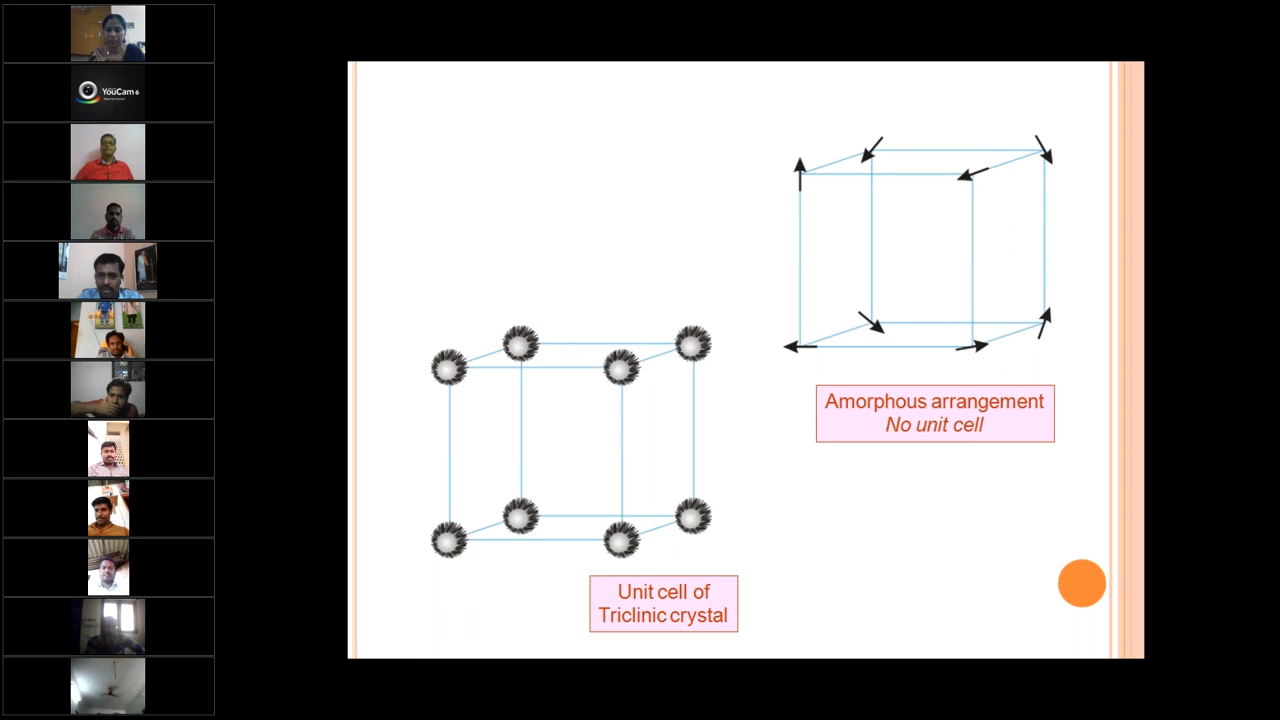 YouCam 6
Amorphous arrangement
No unit cell
Unit cell of
Triclinic crystal